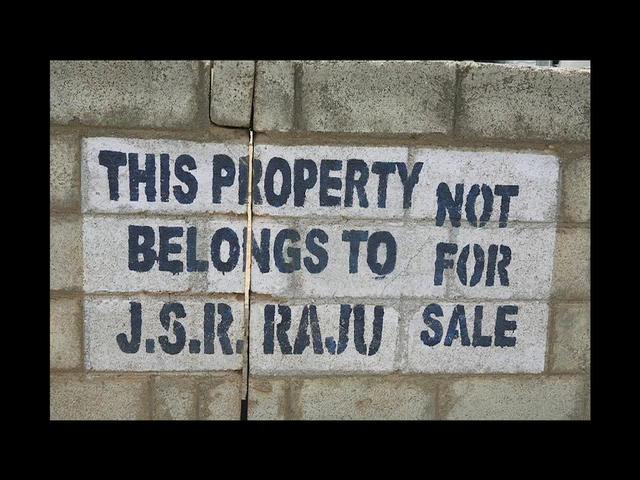 THIS PROPERTY
BELONGS TO
J.S.R. RAJU
NOT
FOR
SALE